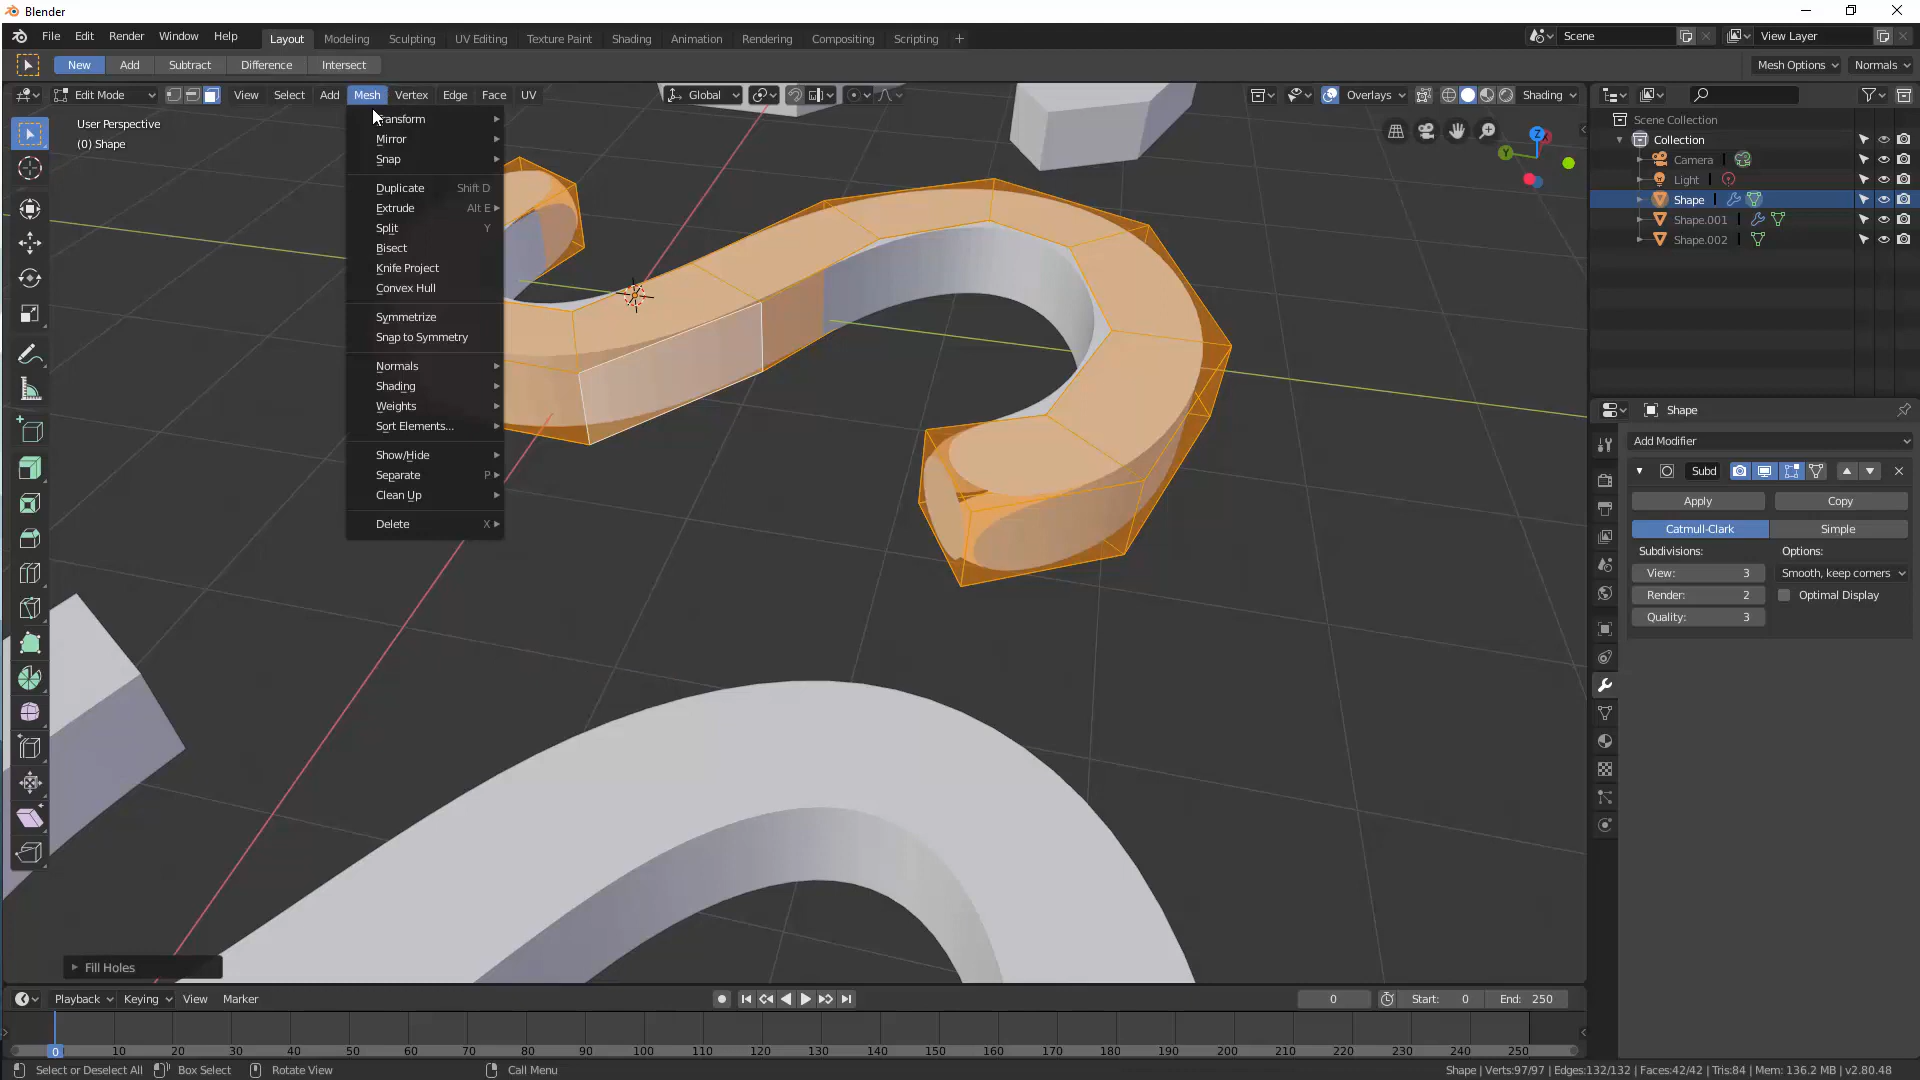 Blender
File Edit Render Window Help
Layout Modeling Sculpting UV Editing Texture Paint Shading Animation Rendering Compositing Scripting +
Scene
View Layer
New Add Subtract Difference Intersect
Mesh Options Normals
Edit Mode View Select Add Mesh Vertex Edge Face UV
Global
Overlays
Shading
User Perspective
(0) Shape
Transform
Mirror
Snap
Duplicate Shift D
Extrude Alt E
Split Y
Bisect
Knife Project
Convex Hull
Symmetrize
Snap to Symmetry
Normals
Shading
Weights
Sort Elements...
Show/Hide
Separate P
Clean Up
Delete X
Z
Y
X
Scene Collection
Collection
Camera
Light
Shape
Shape.001
Shape.002
Shape
Add Modifier
Subd
Apply Copy
Catmull-Clark Simple
Subdivisions: Options:
View: 3 Smooth, keep corners
Render: 2 Optimal Display
Quality: 3
Fill Holes
Playback Keying View Marker
0 Start: 0 End: 250
0 10 20 30 40 50 60 70 80 90 100 110 120 130 140 150 160 170 180 190 200 210 220 230 240 250
Select or Deselect All Box Select Rotate View Call Menu
Shape | Verts:97/97 | Edges:132/132 | Faces:42/42 | Tris:84 | Mem: 136.2 MB | v2.80.48